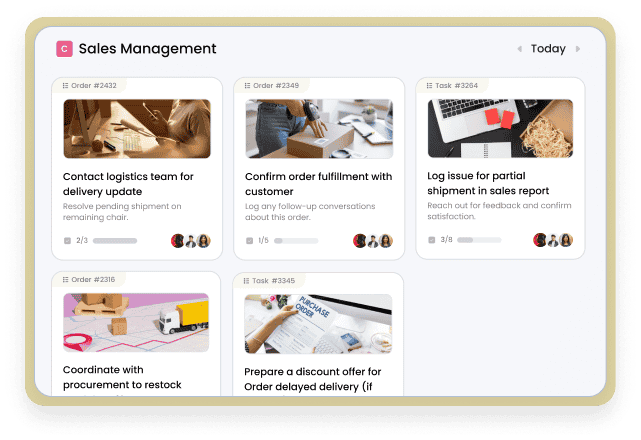 C Sales Management
Today
Order #2432
Contact logistics team for
delivery update
Resolve pending shipment on
remaining chair.
2/3
Order #2349
Confirm order fulfillment with
customer
Log any follow-up conversations
about this order.
1/5
Task #3264
Log issue for partial
shipment in sales report
Reach out for feedback and confirm
satisfaction.
3/8
Order #2316
Coordinate with
procurement to restock
Task #3345
PURCHASE
ORDER
Prepare a discount offer for
Order delayed delivery (if